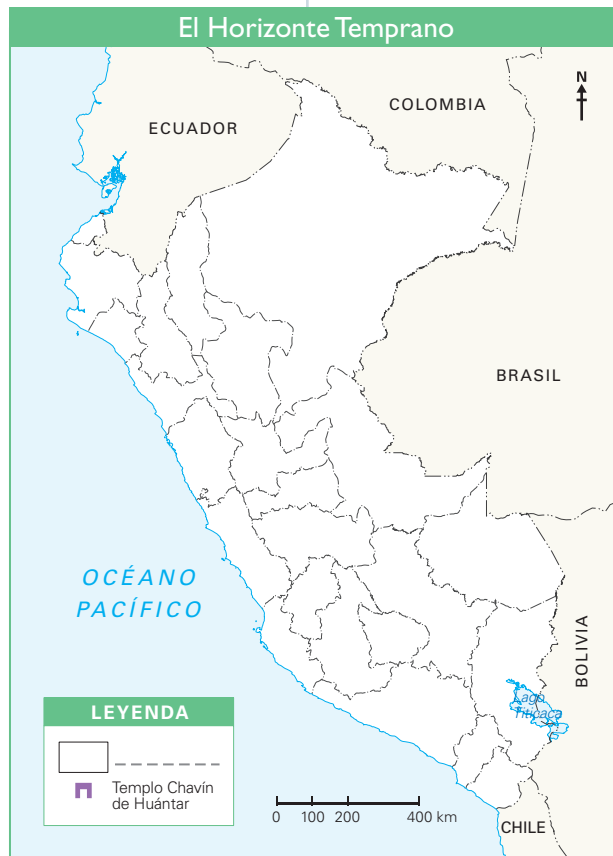 El Horizonte Temprano
N
COLOMBIA
ECUADOR
BRASIL
OCÉANO
PACÍFICO
BOLIVIA
Lago
Titicaca
LEYENDA
Templo Chavín
de Huántar
0 100 200 400 km
CHILE